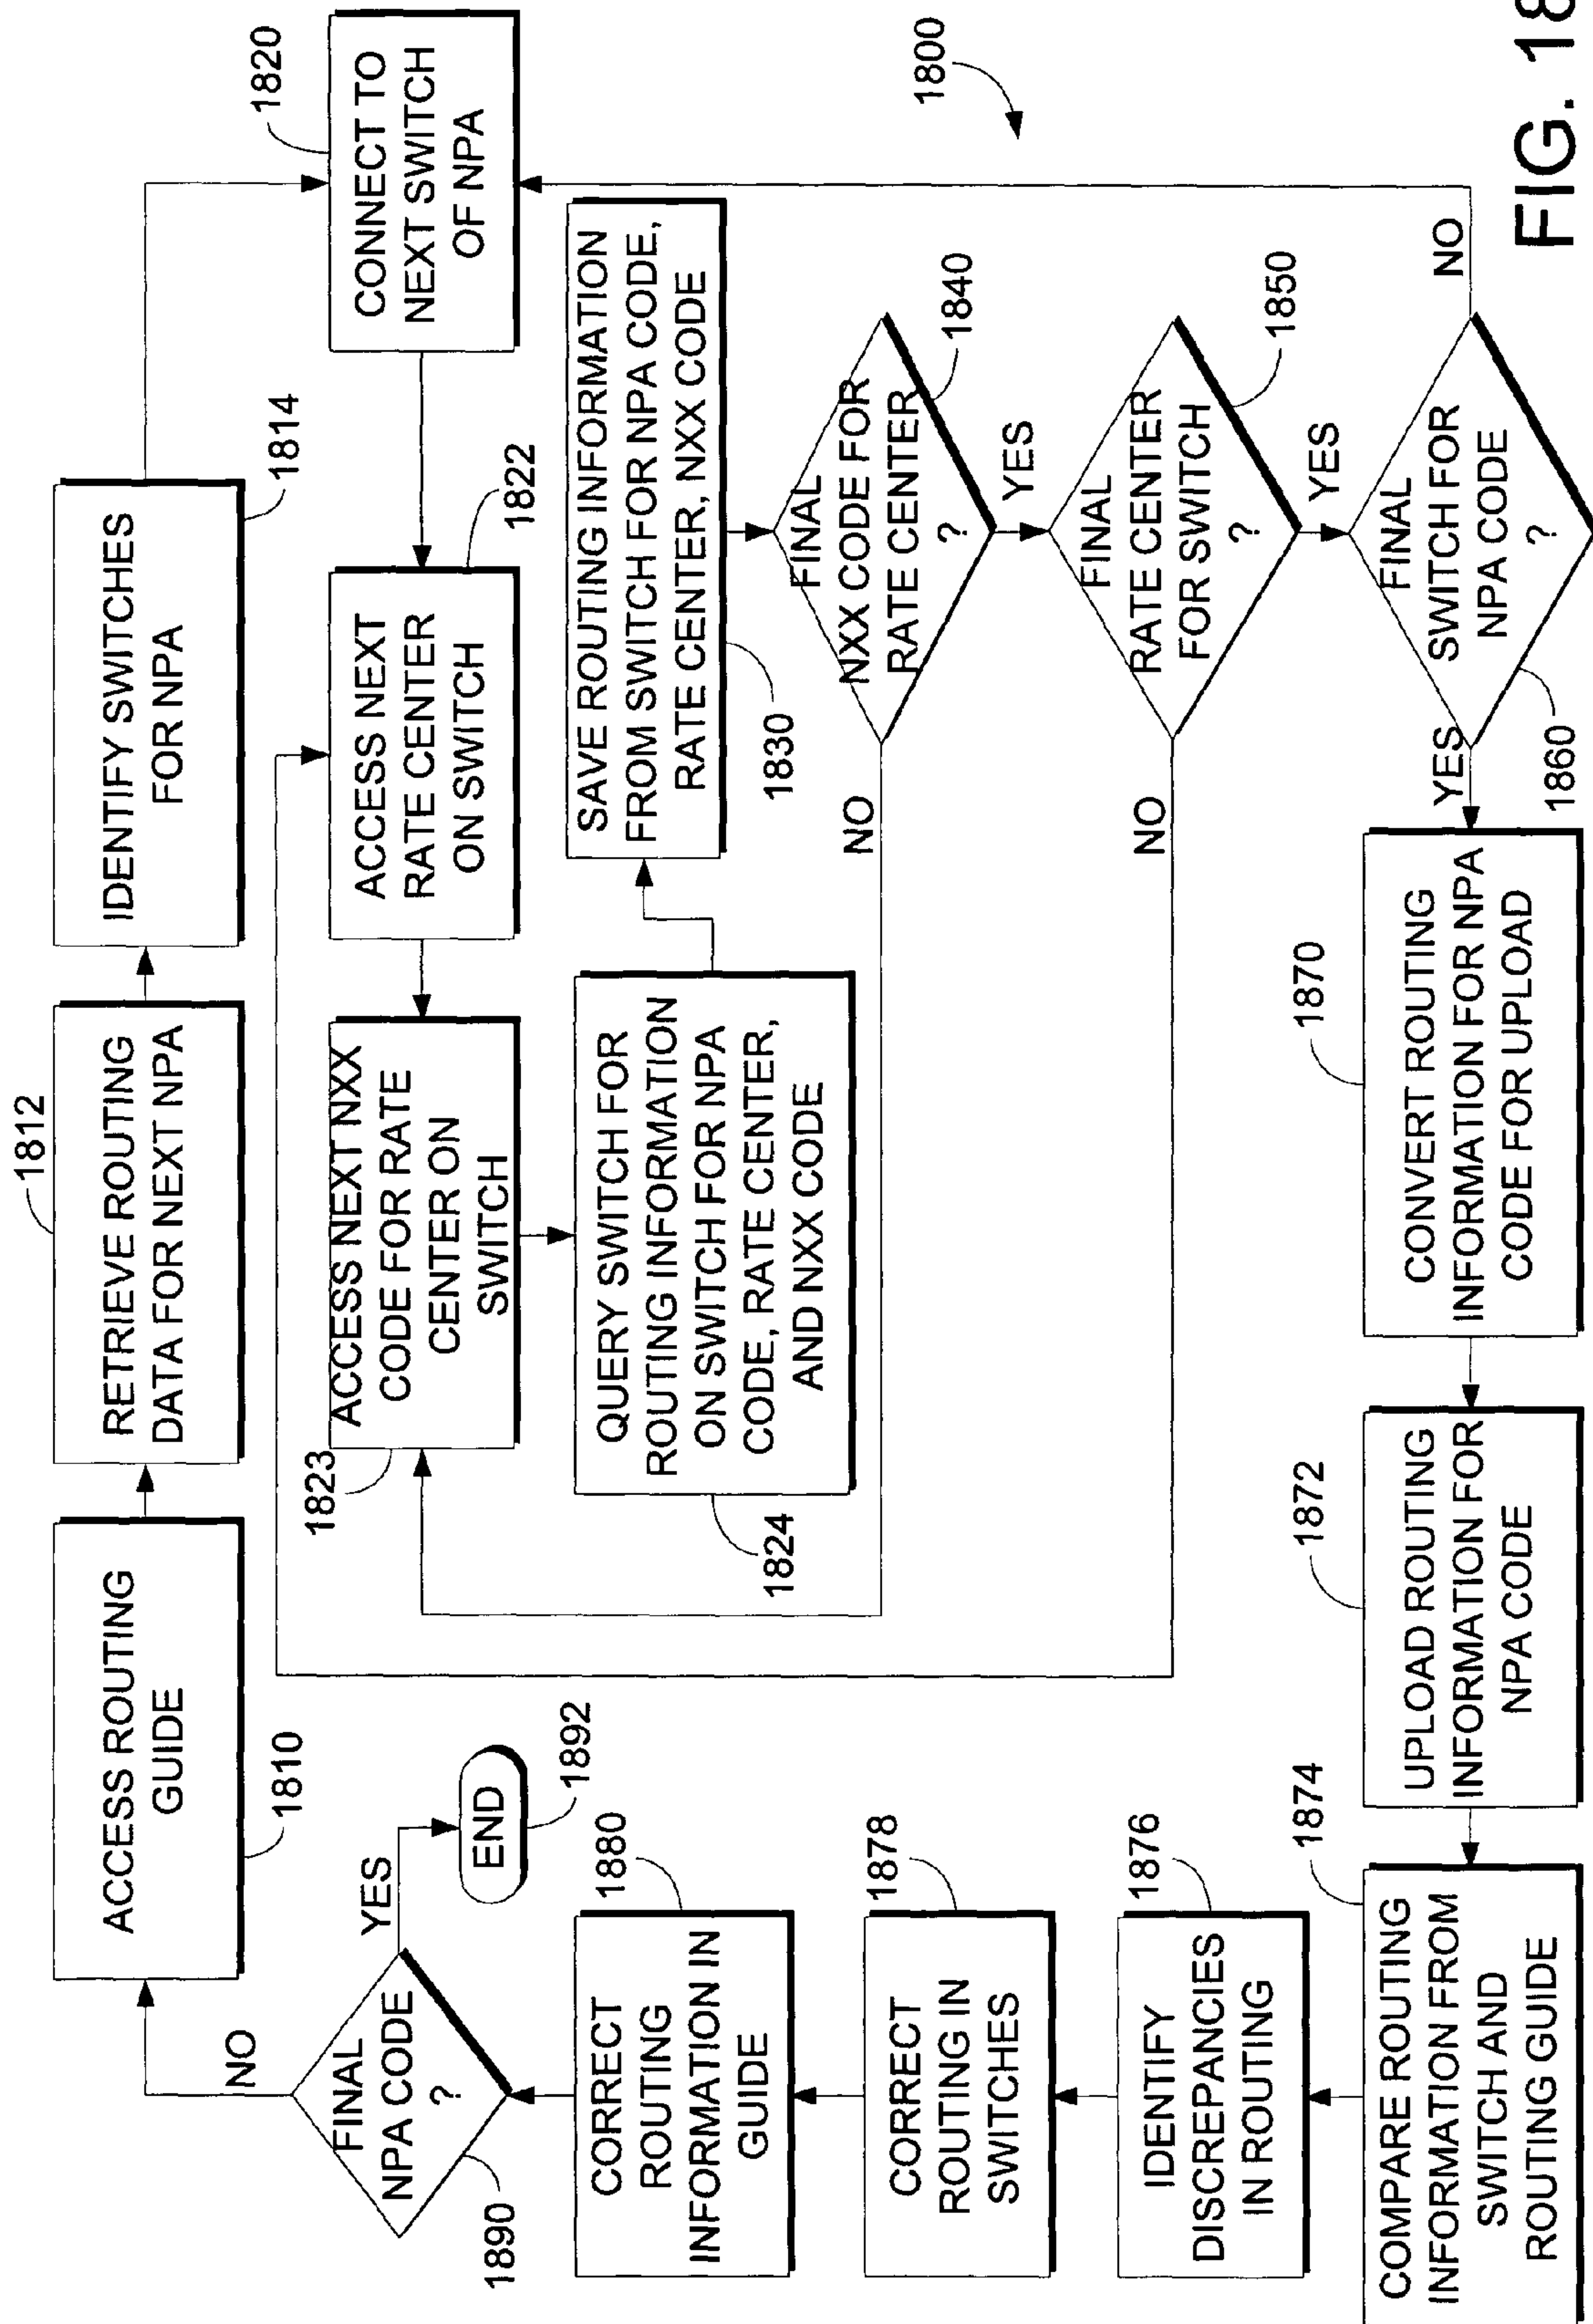 ACCESS ROUTING
GUIDE
1810
RETRIEVE ROUTING
DATA FOR NEXT NPA
1812
IDENTIFY SWITCHES
FOR NPA
1814
CONNECT TO
NEXT SWITCH
OF NPA
1820
ACCESS NEXT
RATE CENTER
ON SWITCH
1822
ACCESS NEXT NXX
CODE FOR RATE
CENTER ON
SWITCH
1823
QUERY SWITCH FOR
ROUTING INFORMATION
ON SWITCH FOR NPA
CODE, RATE CENTER,
AND NXX CODE
1824
SAVE ROUTING INFORMATION
FROM SWITCH FOR NPA CODE,
RATE CENTER, NXX CODE
1830
FINAL
NXX CODE FOR
RATE CENTER
?
1840
NO
YES
FINAL
RATE CENTER
FOR SWITCH
?
1850
NO
YES
FINAL
SWITCH FOR
NPA CODE
?
1860
NO
YES
CONVERT ROUTING
INFORMATION FOR NPA
CODE FOR UPLOAD
1870
UPLOAD ROUTING
INFORMATION FOR
NPA CODE
1872
COMPARE ROUTING
INFORMATION FROM
SWITCH AND
ROUTING GUIDE
1874
IDENTIFY
DISCREPANCIES
IN ROUTING
1876
CORRECT
ROUTING IN
SWITCHES
1878
CORRECT
ROUTING
INFORMATION IN
GUIDE
1880
FINAL
NPA CODE
?
1890
NO
YES
END
1892
1800
FIG. 18